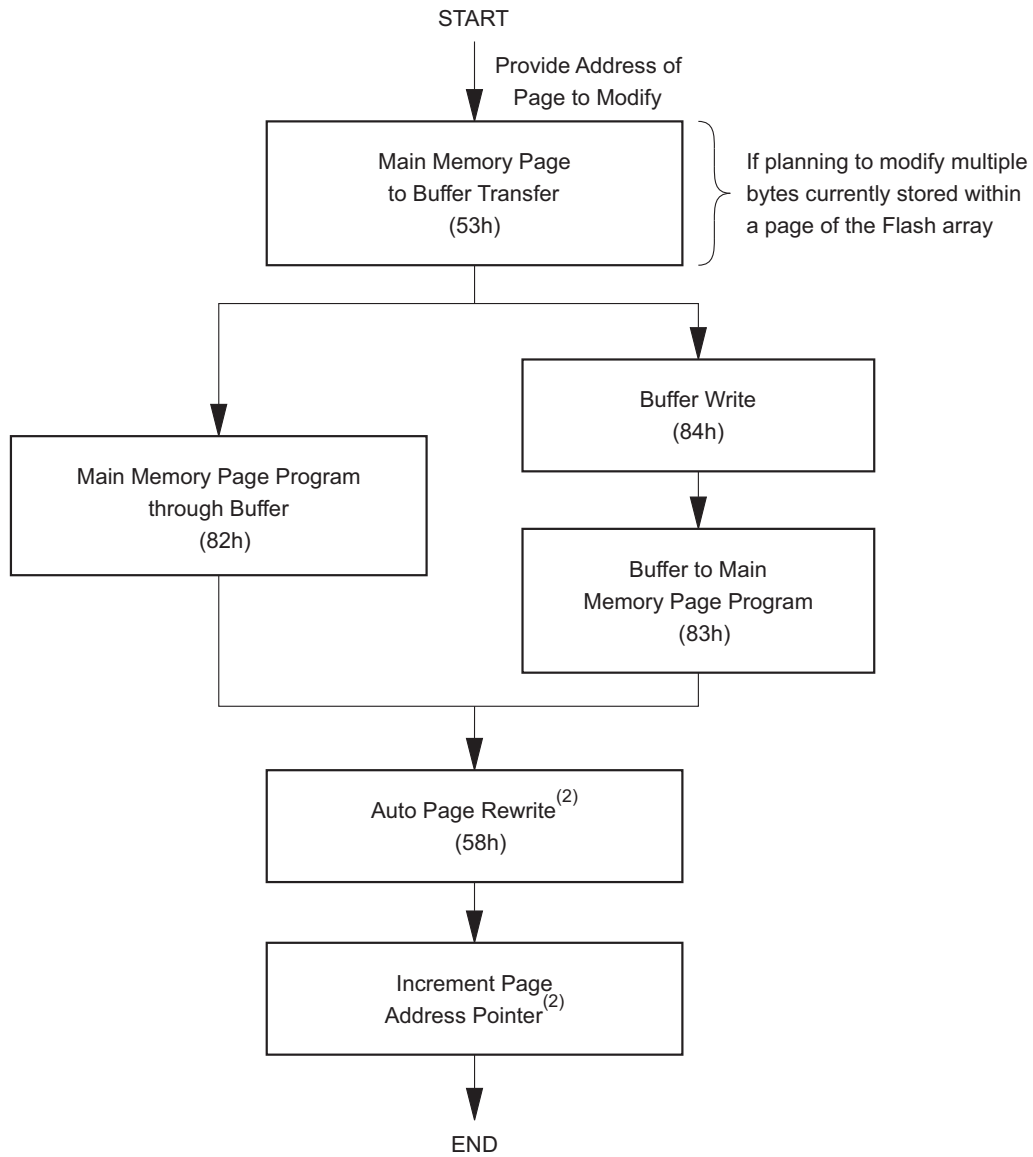 START
Provide Address of
Page to Modify
Main Memory Page
to Buffer Transfer
(53h)
If planning to modify multiple
bytes currently stored within
a page of the Flash array
Main Memory Page Program
through Buffer
(82h)
Buffer Write
(84h)
Buffer to Main
Memory Page Program
(83h)
Auto Page Rewrite(2)
(58h)
Increment Page
Address Pointer(2)
END